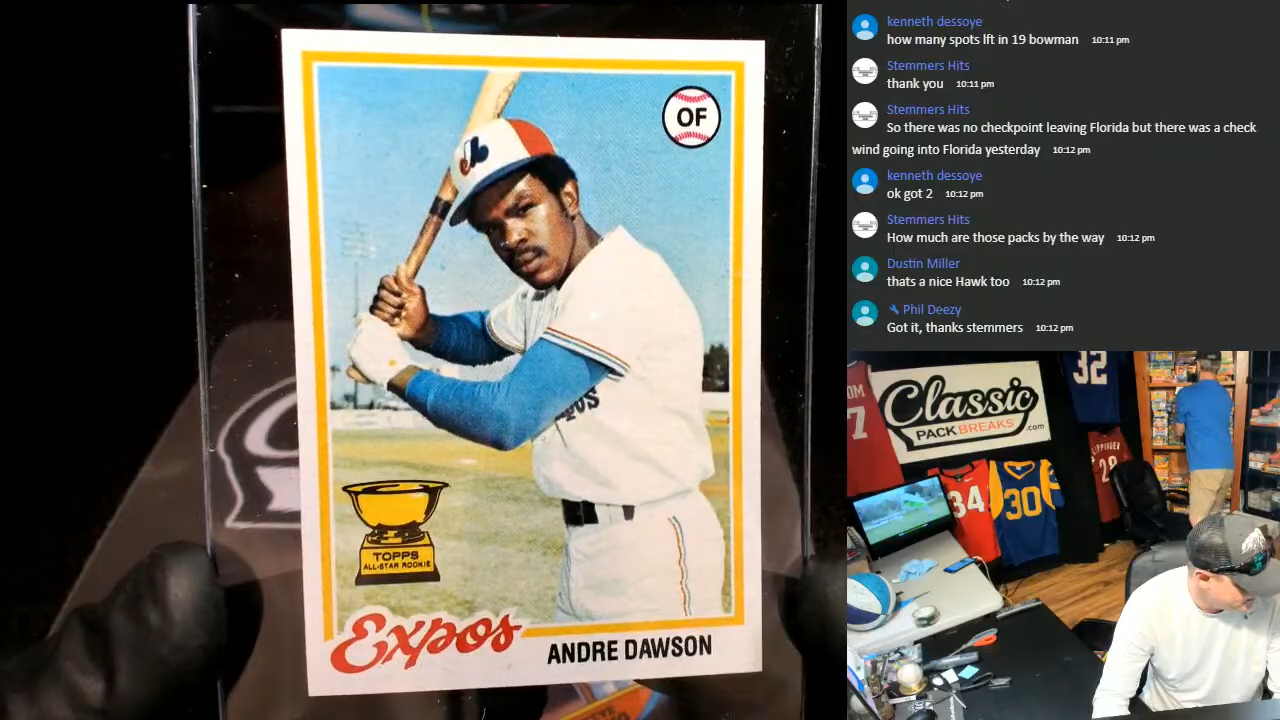 OF
TOPPS
ALL-STAR ROOKIE
Expos
ANDRE DAWSON
kenneth dessoye
how many spots lft in 19 bowman 10:11 pm
Stemmers Hits
thank you 10:11 pm
Stemmers Hits
So there was no checkpoint leaving Florida but there was a check
wind going into Florida yesterday 10:12 pm
kenneth dessoye
ok got 2 10:12 pm
Stemmers Hits
How much are those packs by the way 10:12 pm
Dustin Miller
thats a nice Hawk too 10:12 pm
Phil Deezy
Got it, thanks stemmers 10:12 pm
Classic
PACK BREAKS .com
32
7
34
30
28